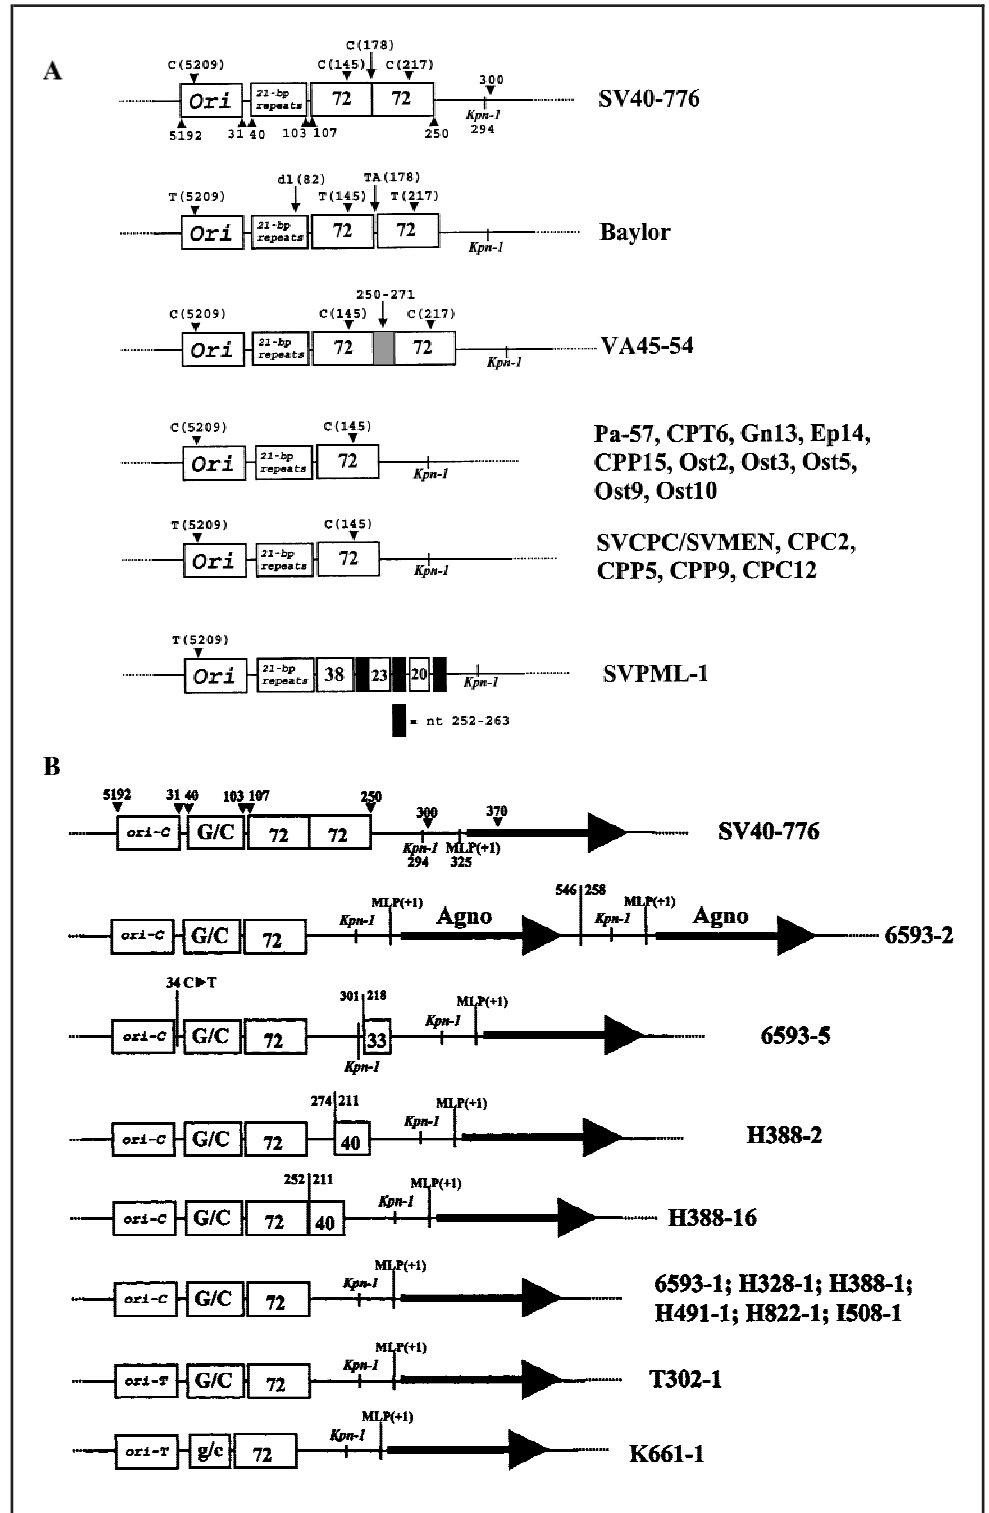 A
C(178)
C(5209) C(145) C(217)
300
Ori 21-bp repeats 72 72 Kpn-1 SV40-776
5192 31 40 103 107 250 294
dl(82) TA(178)
T(5209) T(145) T(217)
Ori 21-bp repeats 72 72 Kpn-1 Baylor
250-271
C(5209) C(145) C(217)
Ori 21-bp repeats 72 72 Kpn-1 VA45-54
C(5209) C(145)
Ori 21-bp repeats 72 Kpn-1
Pa-57, CPT6, Gn13, Ep14,
CPP15, Ost2, Ost3, Ost5,
Ost9, Ost10
T(5209) C(145)
Ori 21-bp repeats 72 Kpn-1
SVCPC/SVMEN, CPC2,
CPP5, CPP9, CPC12
T(5209)
Ori 21-bp repeats 38 23 20 Kpn-1 SVPML-1
= nt 252-263
B
5192 31 40 103 107 250 300 370
ori-C G/C 72 72 Kpn-1 MLP(+1) SV40-776
294 325
546 258
Kpn-1 MLP(+1) Agno Kpn-1 MLP(+1) Agno
ori-C G/C 72 6593-2
34 C▶T 301 218 MLP(+1)
Kpn-1
ori-C G/C 72 33 6593-5
Kpn-1
274 211 MLP(+1)
Kpn-1
ori-C G/C 72 40 H388-2
252 211 MLP(+1)
Kpn-1
ori-C G/C 72 40 H388-16
MLP(+1)
Kpn-1
ori-C G/C 72
6593-1; H328-1; H388-1;
H491-1; H822-1; I508-1
MLP(+1)
Kpn-1
ori-T G/C 72 T302-1
MLP(+1)
Kpn-1
ori-T g/c 72 K661-1